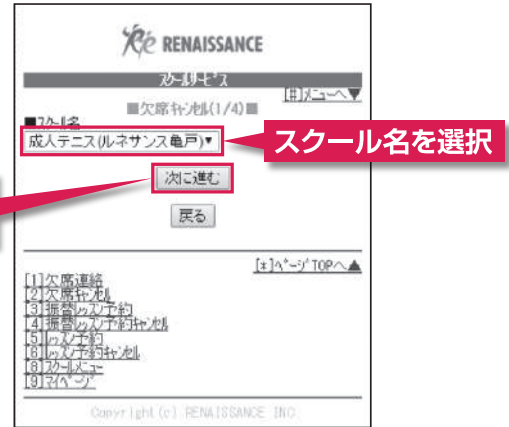 RENAISSANCE
ｽｸｰﾙｻｰﾋﾞｽ
[#]ﾒﾆｭｰへ▼
■欠席ｷｬﾝｾﾙ(1/4)■
■ｽｸｰﾙ名
成人テニス(ルネサンス亀戸)▼
スクール名を選択
次に進む
戻る
[*]ﾍﾟｰｼﾞTOPへ▲
[1]欠席連絡
[2]欠席ｷｬﾝｾﾙ
[3]振替ﾚｯｽﾝ予約
[4]振替ﾚｯｽﾝ予約ｷｬﾝｾﾙ
[5]ﾚｯｽﾝ予約
[6]ﾚｯｽﾝ予約ｷｬﾝｾﾙ
[8]ｽｸｰﾙﾒﾆｭｰ
[9]ﾏｲﾍﾟｰｼﾞ
Copyright(c) RENAISSANCE INC